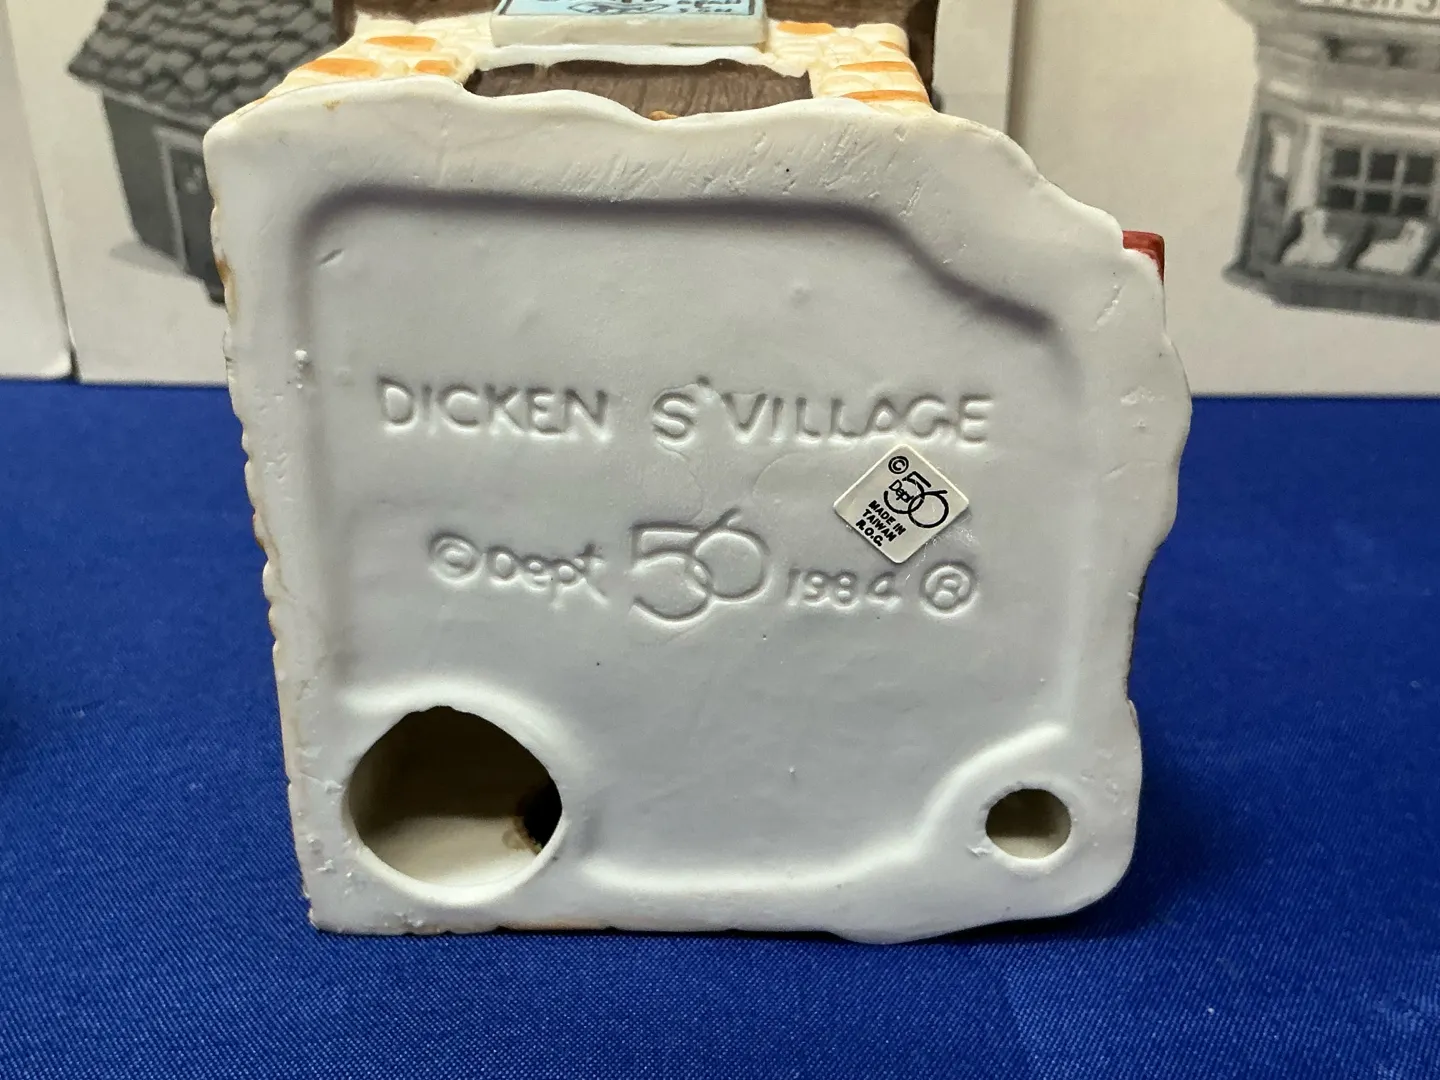 DICKEN S' VILLAGE
© Dept 56 1984 ®
© 56
Dept
MADE IN
TAIWAN
R.O.C.